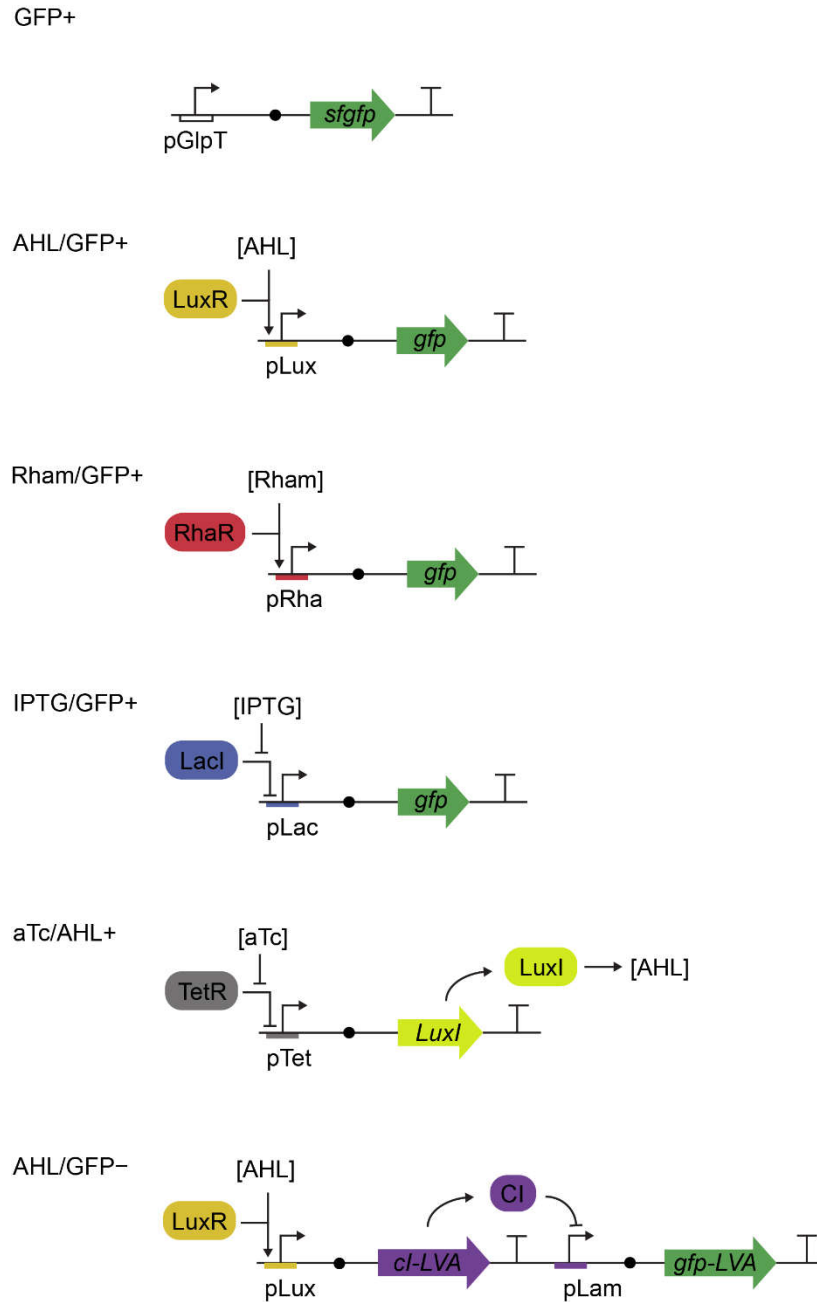 GFP+
sfgfp
pGlpT
AHL/GFP+
[AHL]
LuxR
gfp
pLux
Rham/GFP+
[Rham]
RhaR
gfp
pRha
IPTG/GFP+
[IPTG]
LacI
gfp
pLac
aTc/AHL+
[aTc]
TetR
LuxI
[AHL]
LuxI
pTet
AHL/GFP−
[AHL]
LuxR
CI
cI-LVA
gfp-LVA
pLux
pLam